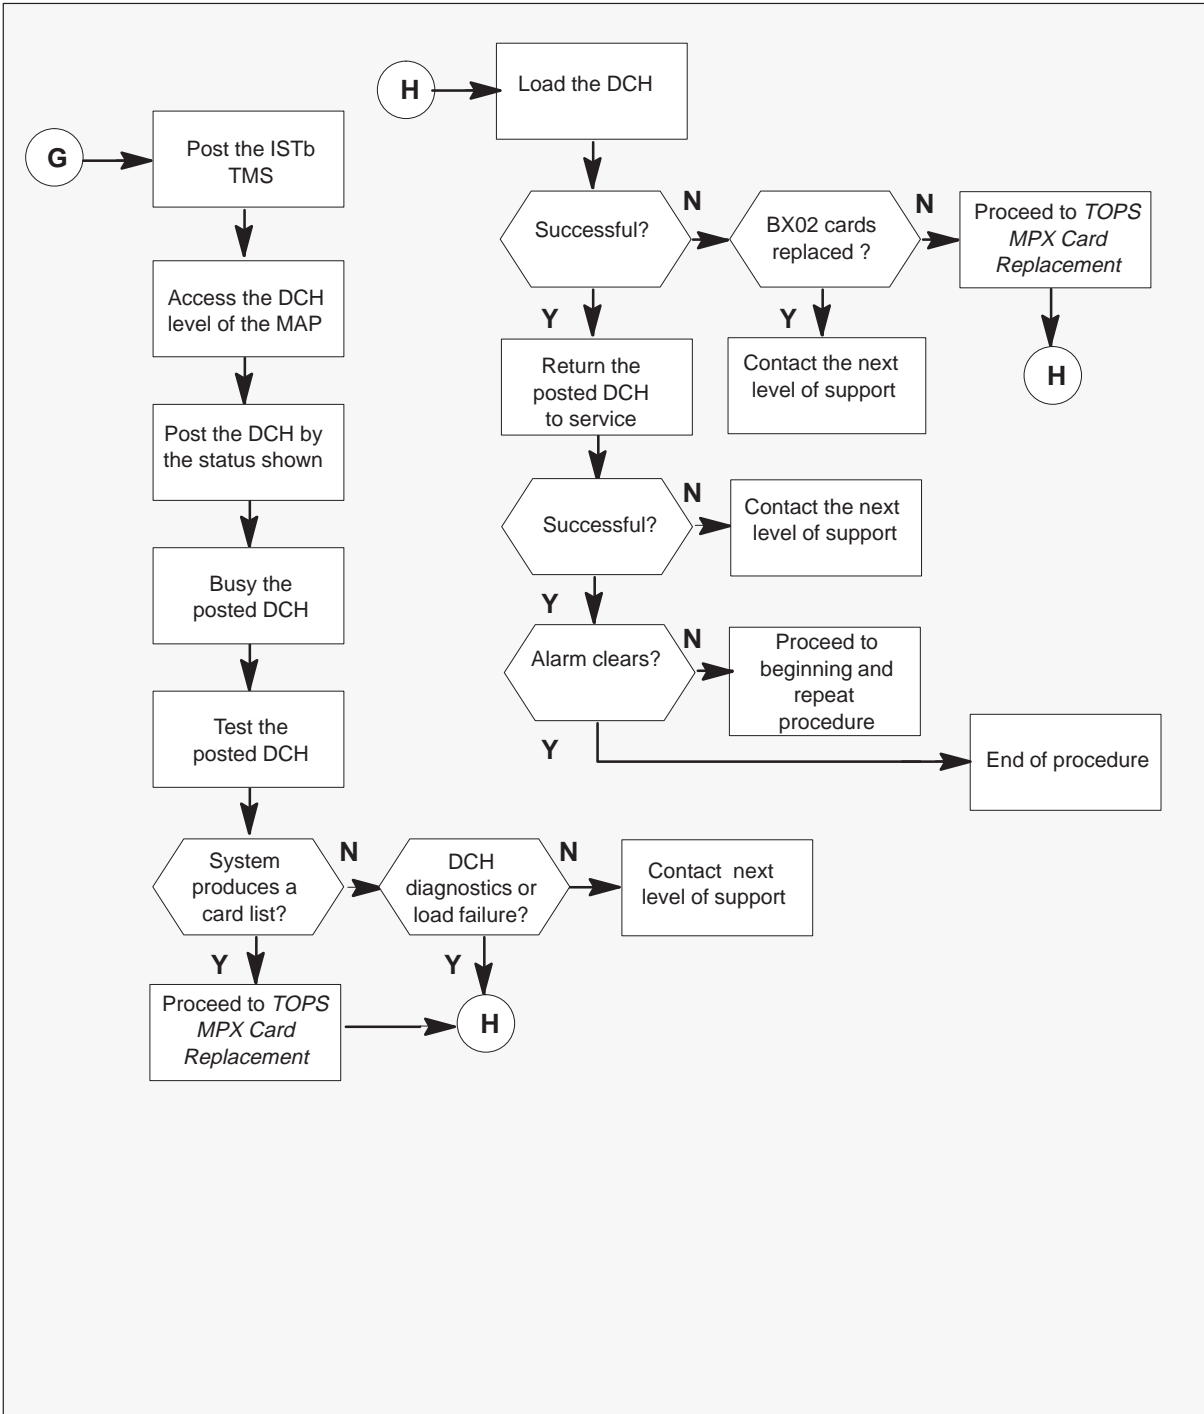 G
Post the ISTb
TMS
Access the DCH
level of the MAP
Post the DCH by
the status shown
Busy the
posted DCH
Test the
posted DCH
System
produces a
card list?
N
DCH
diagnostics or
load failure?
N
Contact next
level of support
Y
Proceed to TOPS
MPX Card
Replacement
Y
H
H
Load the DCH
Successful?
N
BX02 cards
replaced ?
N
Proceed to TOPS
MPX Card
Replacement
H
Y
Contact the next
level of support
Y
Return the
posted DCH
to service
Successful?
N
Contact the next
level of support
Y
Alarm clears?
N
Proceed to
beginning and
repeat
procedure
Y
End of procedure